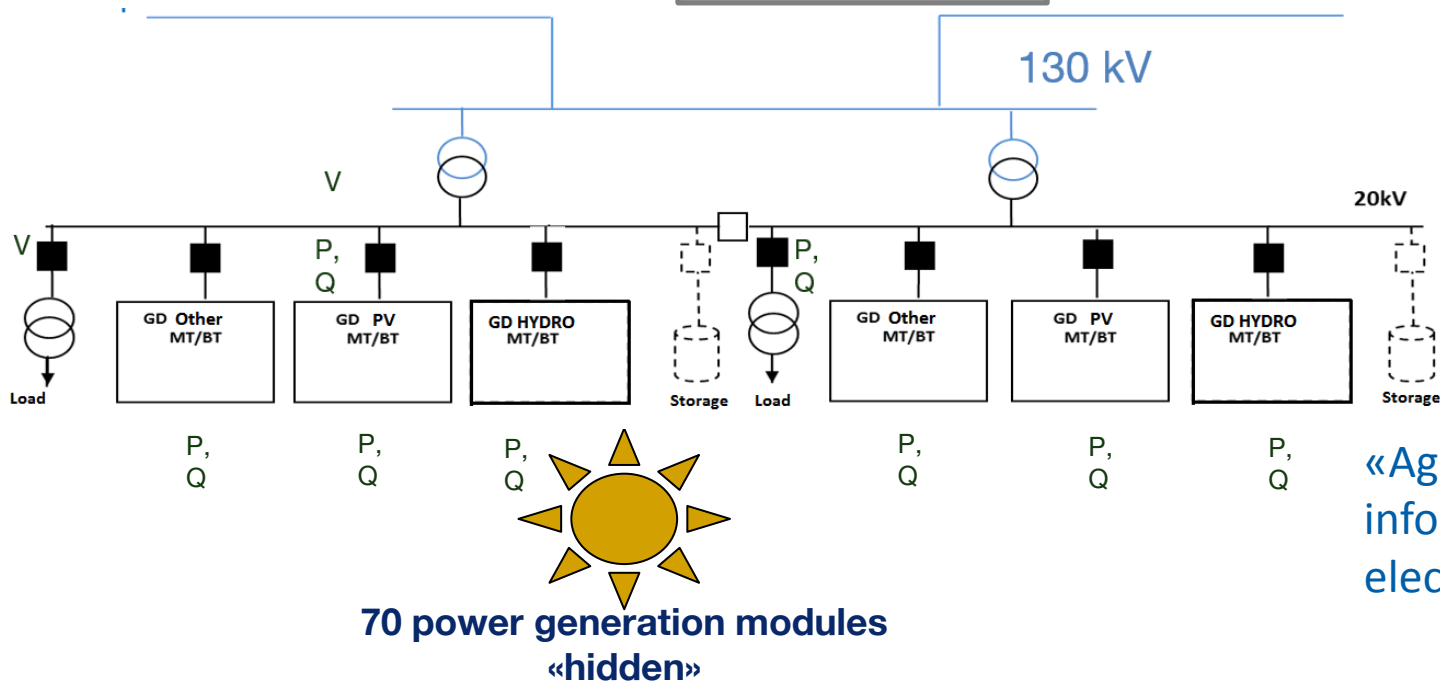 130 kV
V
20kV
V
P,
Q
P,
Q
GD Other
MT/BT
GD PV
MT/BT
GD HYDRO
MT/BT
GD Other
MT/BT
GD PV
MT/BT
GD HYDRO
MT/BT
Load
Storage
Load
Storage
P,
Q
P,
Q
P,
Q
P,
Q
P,
Q
P,
Q
«Ag
info
elec
70 power generation modules
«hidden»